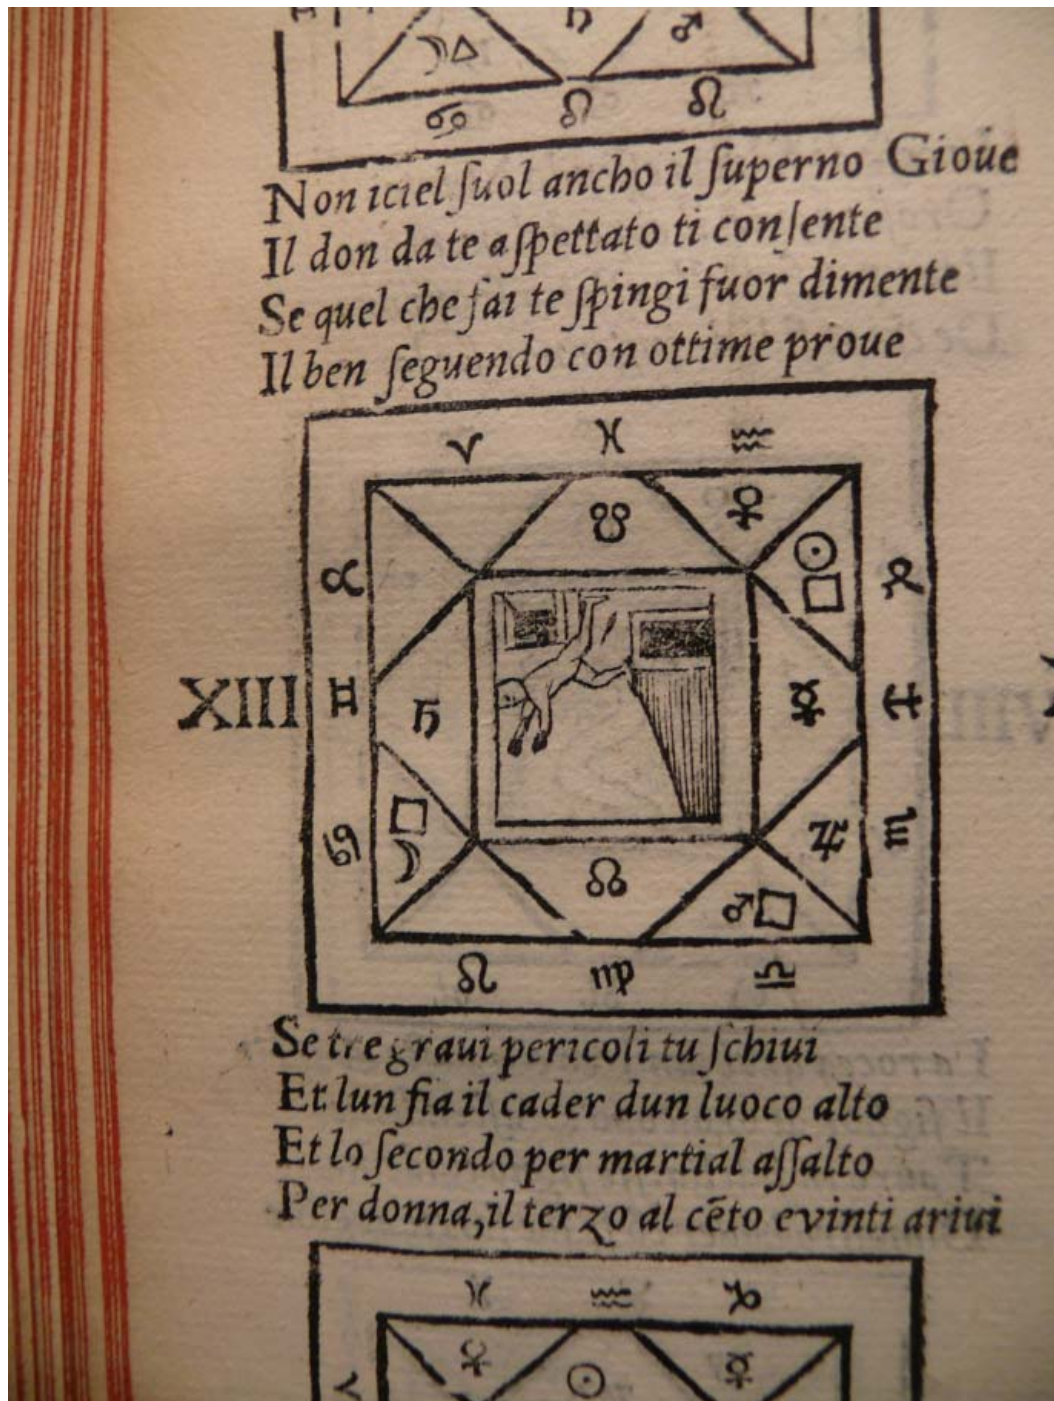 Non iciel ſuol ancho il ſuperno Gioue
Il don da te aſpettato ti conſente
Se quel che fai te ſpingi fuor dimente
Il ben ſeguendo con ottime proue
♈ ♓ ♒
☋ ♀
☉ □
♉ ♑
XIII ♊ ♄ ☿ ♐
□
♋ ☽ ♃ ♏
☊ ♂ □
♌ ♍ ♎
Se tre graui pericoli tu ſchiui
Et lun fia il cader dun luoco alto
Et lo ſecondo per martial aſſalto
Per donna, il terzo al cẽto e vinti ariui